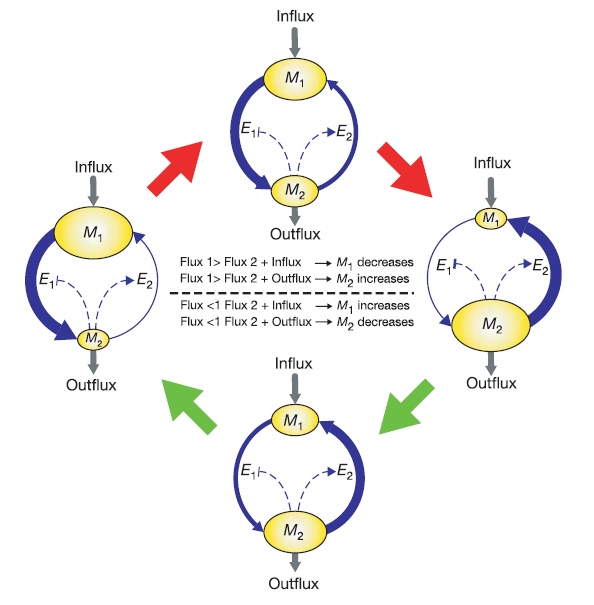 Influx
M1
E1
E2
M2
Outflux
Influx
M1
E1
E2
M2
Outflux
Influx
M1
E1
E2
M2
Outflux
Flux 1> Flux 2 + Influx → M1 decreases
Flux 1> Flux 2 + Outflux → M2 increases
Flux <1 Flux 2 + Influx → M1 increases
Flux <1 Flux 2 + Outflux → M2 decreases
Influx
M1
E1
E2
M2
Outflux